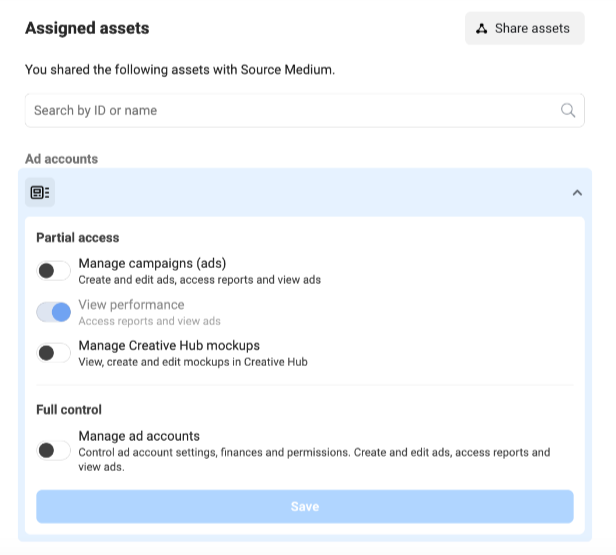 Assigned assets
Share assets
You shared the following assets with Source Medium.
Search by ID or name
Ad accounts
Partial access
Manage campaigns (ads)
Create and edit ads, access reports and view ads
View performance
Access reports and view ads
Manage Creative Hub mockups
View, create and edit mockups in Creative Hub
Full control
Manage ad accounts
Control ad account settings, finances and permissions. Create and edit ads, access reports and
view ads.
Save